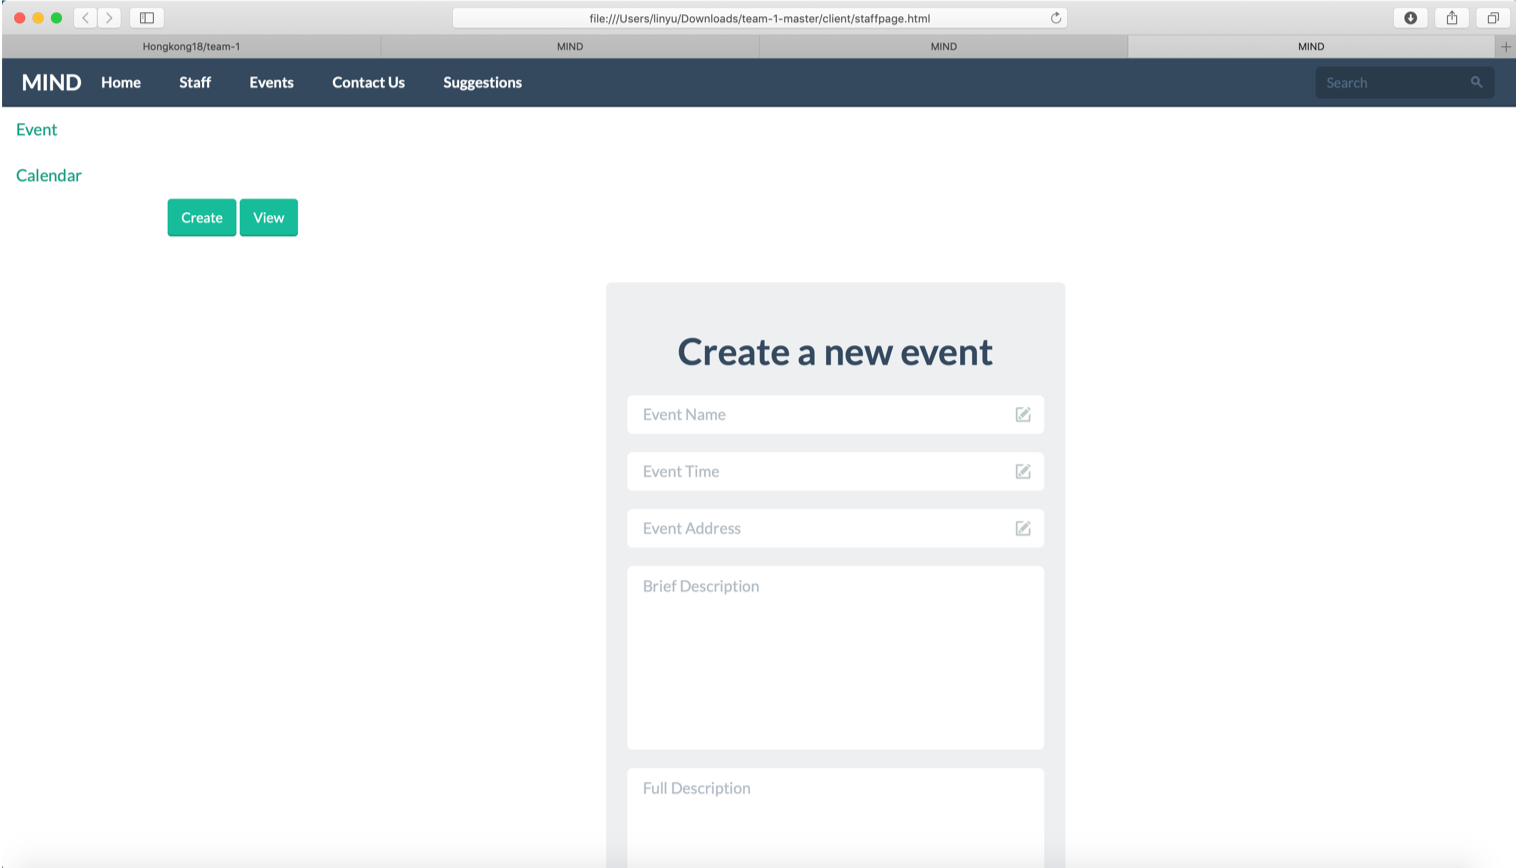 file:///Users/linyu/Downloads/team-1-master/client/staffpage.html
Hongkong18/team-1 MIND MIND MIND
MIND Home Staff Events Contact Us Suggestions Search
Event
Calendar
Create View
Create a new event
Event Name
Event Time
Event Address
Brief Description
Full Description